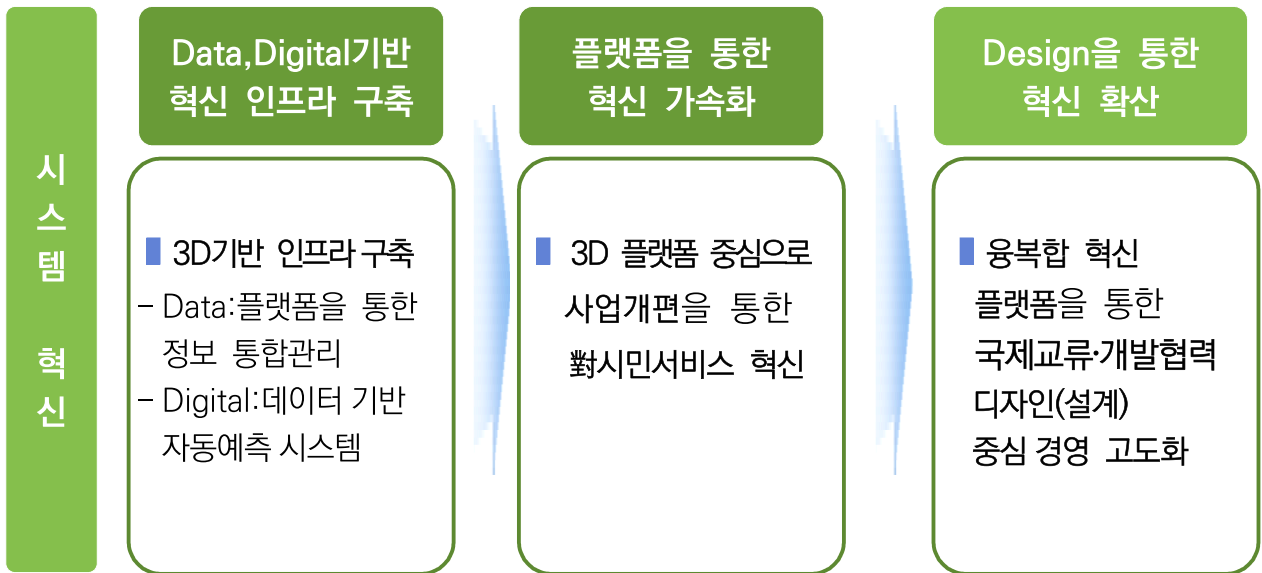 시스템 혁신
Data,Digital기반
혁신 인프라 구축
3D기반 인프라 구축
– Data:플랫폼을 통한
정보 통합관리
– Digital:데이터 기반
자동예측 시스템
플랫폼을 통한
혁신 가속화
3D 플랫폼 중심으로
사업개편을 통한
對시민서비스 혁신
Design을 통한
혁신 확산
융복합 혁신
플랫폼을 통한
국제교류·개발협력
디자인(설계)
중심 경영 고도화